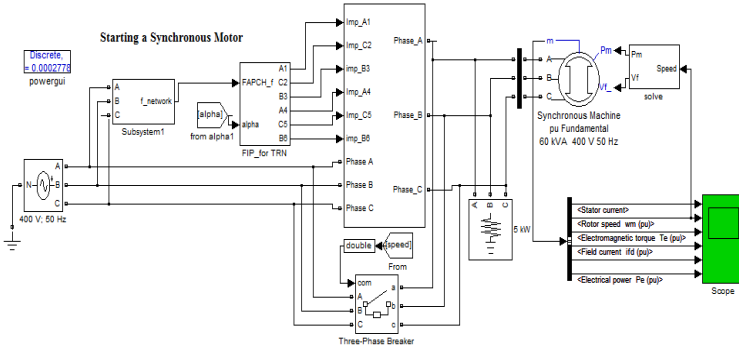 Starting a Synchronous Motor
Discrete,
= 0.0002778
powergui
A
B
C
f_network
Subsystem1
[alpha]
from alpha1
FAPCH_f
alpha
A1
C2
B3
A4
C5
B6
FIP_for TRN
Imp_A1
Imp_C2
imp_B3
Imp_A4
Imp_C5
imp_B6
Phase A
Phase B
Phase C
Phase_A
Phase_B
Phase_C
N
A
B
C
400 V; 50 Hz
double
[speed]
From
com
A
B
C
a
b
c
Three-Phase Breaker
A
B
C
5 kW
m
A
B
C
Pm
Vf_
Synchronous Machine
pu Fundamental
60 kVA 400 V 50 Hz
Pm
Vf
Speed
solve
<Stator current>
<Rotor speed wm (pu)>
<Electromagnetic torque Te (pu)>
<Field current ifd (pu)>
<Electrical power Pe (pu)>
Scope